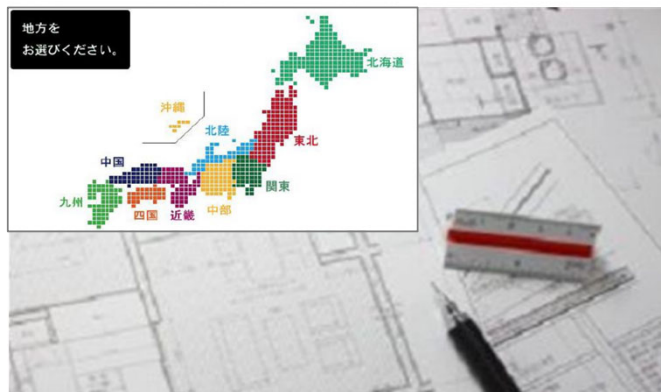 地方を
お選びください。
北海道
沖縄
北陸
東北
中国
関東
九州
四国
近畿
中部